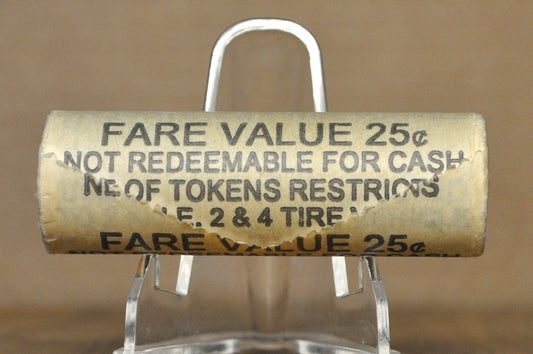 FARE VALUE 25¢
NOT REDEEMABLE FOR CASH
OF TOKENS RESTRICTS
2 & 4 TIRE
FARE VALUE 25¢